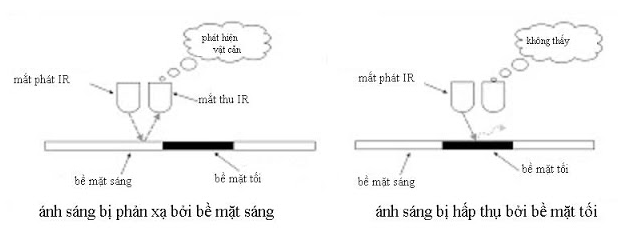 phát hiện
vật cản
mắt phát IR
mắt thu IR
bề mặt sáng
bề mặt tối
ánh sáng bị phản xạ bởi bề mặt sáng
không thấy
mắt phát IR
bề mặt tối
bề mặt sáng
ánh sáng bị hấp thụ bởi bề mặt tối